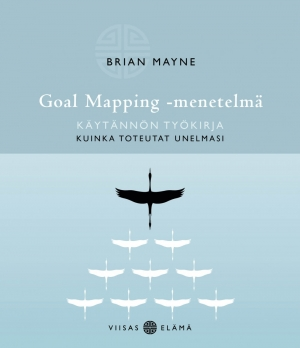 BRIAN MAYNE
Goal Mapping -menetelmä
KÄYTÄNNÖN TYÖKIRJA
KUINKA TOTEUTAT UNELMASI
VIISAS ELÄMÄ